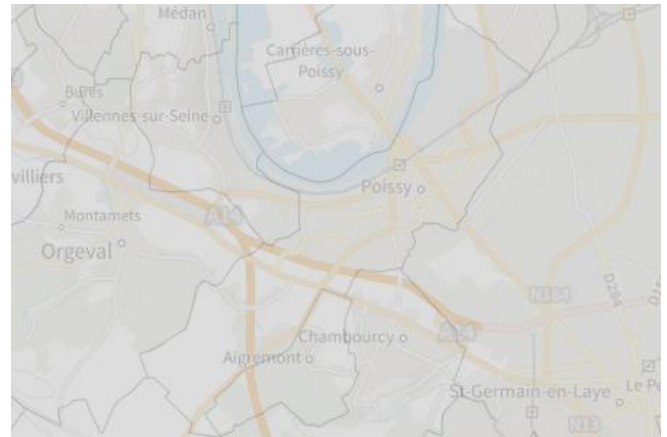 Médan
Carrières-sous-
Poissy
Bures
Villennes-sur-Seine
villiers
Poissy
Montamets
A14
Orgeval
D284
N184
A14
Chambourcy
Aigremont
St-Germain-en-Laye
Le Pe
N13